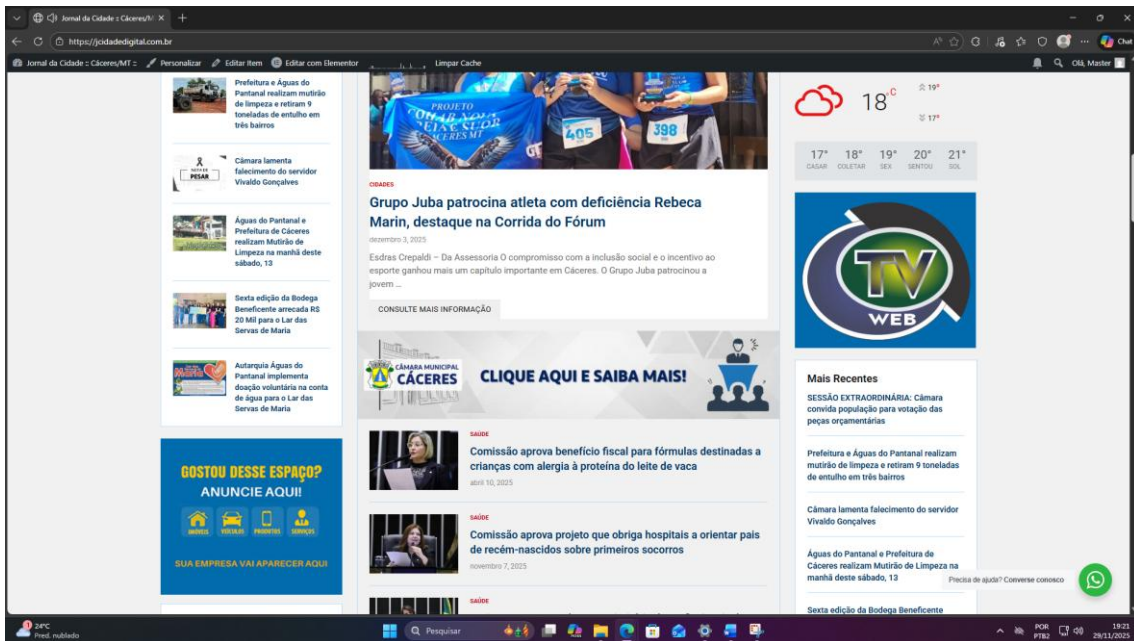 Jornal da Cidade :: Cáceres/M
https://jcidadedigital.com.br
Chat
Jornal da Cidade :: Cáceres/MT ::
Personalizar
Editar Item
Editar com Elementor
Limpar Cache
Olá, Master
Prefeitura e Águas do
Pantanal realizam mutirão
de limpeza e retiram 9
toneladas de entulho em
três bairros
NOTA DE
PESAR
Câmara lamenta
falecimento do servidor
Vivaldo Gonçalves
Águas do Pantanal e
Prefeitura de Cáceres
realizam Mutirão de
Limpeza na manhã deste
sábado, 13
Sexta edição da Bodega
Beneficente arrecada R$
20 Mil para o Lar das
Servas de Maria
Autarquia Águas do
Pantanal implementa
doação voluntária na conta
de água para o Lar das
Servas de Maria
GOSTOU DESSE ESPAÇO?
ANUNCIE AQUI!
IMÓVEIS
VEÍCULOS
PRODUTOS
SERVIÇOS
SUA EMPRESA VAI APARECER AQUI
PROJETO
CÁCERES MT
405
398
CIDADES
Grupo Juba patrocina atleta com deficiência Rebeca
Marin, destaque na Corrida do Fórum
dezembro 3, 2025
Esdras Crepaldi – Da Assessoria O compromisso com a inclusão social e o incentivo ao
esporte ganhou mais um capítulo importante em Cáceres. O Grupo Juba patrocinou a
jovem ...
CONSULTE MAIS INFORMAÇÃO
CÂMARA MUNICIPAL
CÁCERES
CLIQUE AQUI E SAIBA MAIS!
SAÚDE
Comissão aprova benefício fiscal para fórmulas destinadas a
crianças com alergia à proteína do leite de vaca
abril 10, 2025
SAÚDE
Comissão aprova projeto que obriga hospitais a orientar pais
de recém-nascidos sobre primeiros socorros
novembro 7, 2025
SAÚDE
18°C
19°
17°
17° 18° 19° 20° 21°
CASAR COLETAR SEX SENTOU SOL
TV
WEB
Mais Recentes
SESSÃO EXTRAORDINÁRIA: Câmara
convida população para votação das
peças orçamentárias
Prefeitura e Águas do Pantanal realizam
mutirão de limpeza e retiram 9 toneladas
de entulho em três bairros
Câmara lamenta falecimento do servidor
Vivaldo Gonçalves
Águas do Pantanal e Prefeitura de
Cáceres realizam Mutirão de Limpeza na
manhã deste sábado, 13
Sexta edição da Bodega Beneficente
Precisa de ajuda? Converse conosco
24°C
Pred. nublado
Pesquisar
POR
PTB2
19:21
29/11/2025